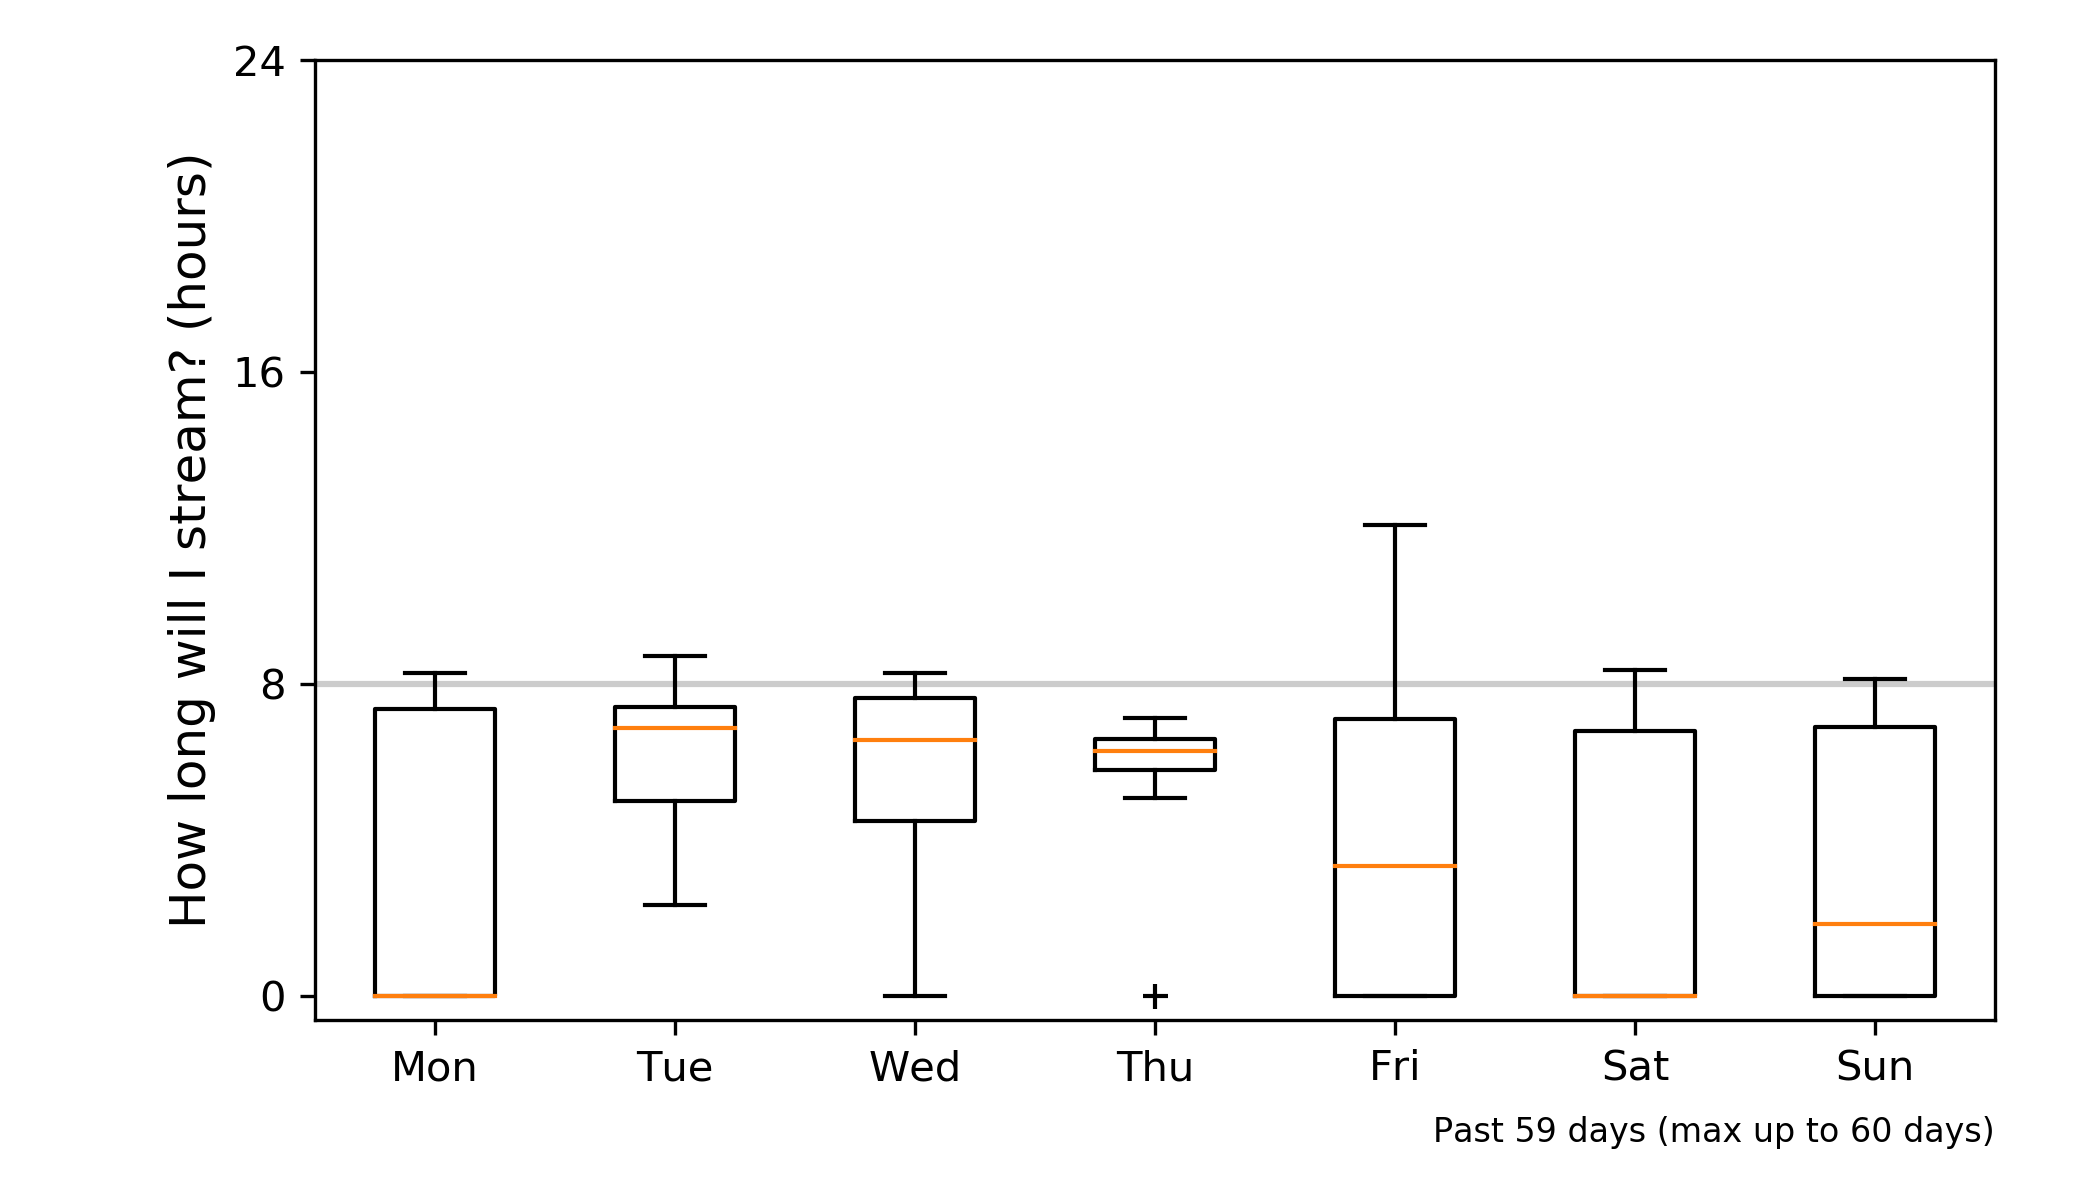 How long will I stream? (hours)
24
16
8
0
Mon Tue Wed Thu Fri Sat Sun
Past 59 days (max up to 60 days)